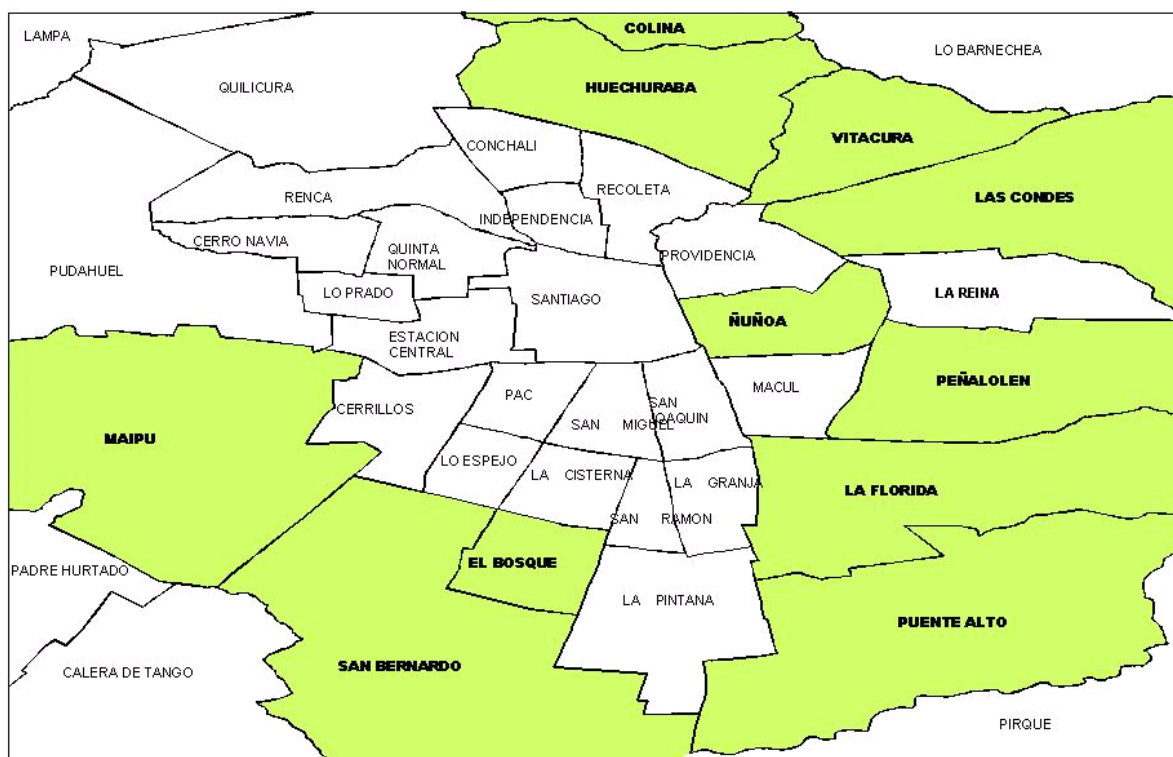 COLINA
LAMPA
LO BARNECHEA
QUILICURA
HUECHURABA
VITACURA
CONCHALI
RECOLETA
LAS CONDES
RENCA
INDEPENDENCIA
CERRO NAVIA
QUINTA
NORMAL
PROVIDENCIA
PUDAHUEL
LO PRADO
SANTIAGO
LA REINA
ÑUÑOA
ESTACION
CENTRAL
PEÑALOLEN
MACUL
PAC
CERRILLOS
SAN
JOAQUIN
SAN MIGUEL
MAIPU
LO ESPEJO
LA CISTERNA
LA GRANJA
LA FLORIDA
SAN RAMON
EL BOSQUE
PADRE HURTADO
LA PINTANA
PUENTE ALTO
SAN BERNARDO
CALERA DE TANGO
PIRQUE